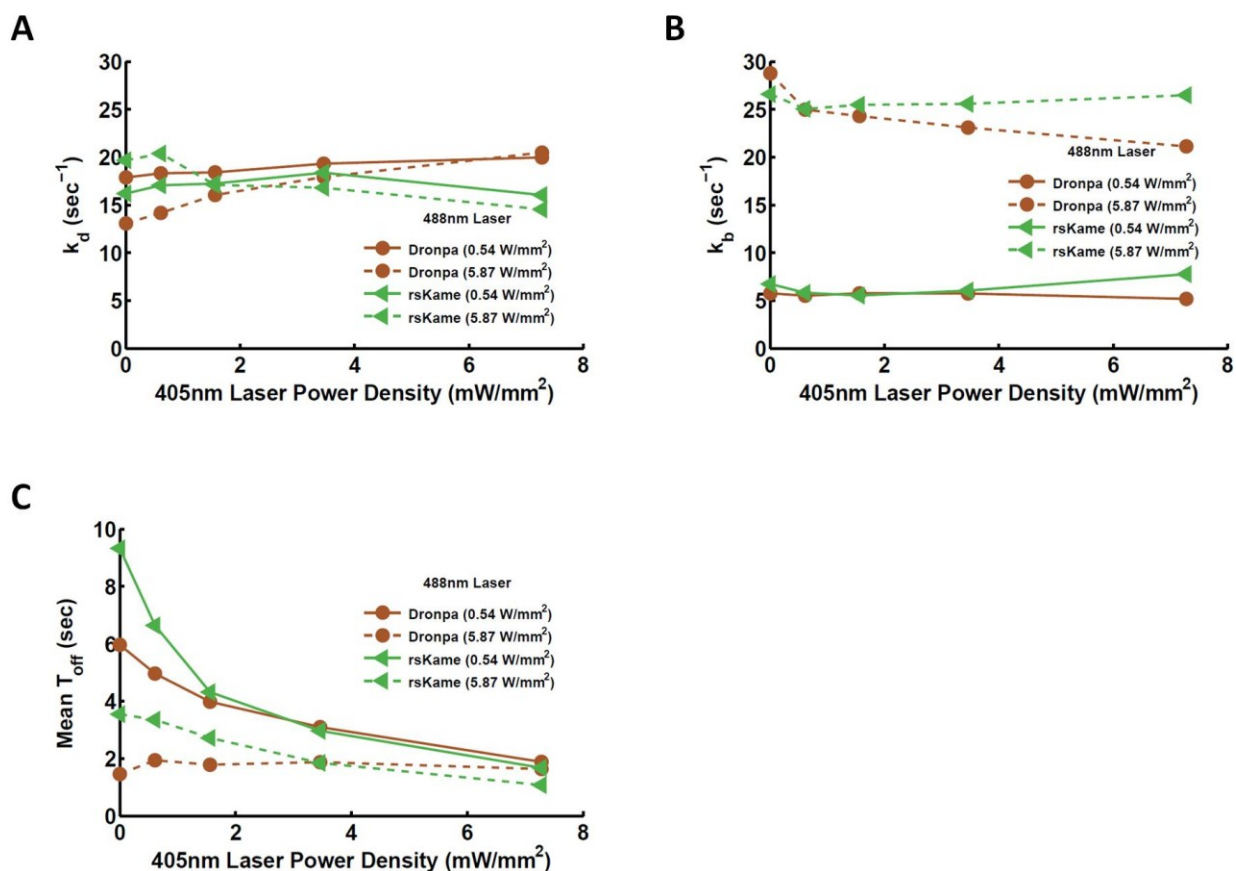 A
30
25
20
15
10
5
0
k_d (sec⁻¹)
488nm Laser
Dronpa (0.54 W/mm²)
Dronpa (5.87 W/mm²)
rsKame (0.54 W/mm²)
rsKame (5.87 W/mm²)
0 2 4 6 8
405nm Laser Power Density (mW/mm²)
B
30
25
20
15
10
5
0
k_b (sec⁻¹)
488nm Laser
Dronpa (0.54 W/mm²)
Dronpa (5.87 W/mm²)
rsKame (0.54 W/mm²)
rsKame (5.87 W/mm²)
0 2 4 6 8
405nm Laser Power Density (mW/mm²)
C
10
8
6
4
2
0
Mean T_off (sec)
488nm Laser
Dronpa (0.54 W/mm²)
Dronpa (5.87 W/mm²)
rsKame (0.54 W/mm²)
rsKame (5.87 W/mm²)
0 2 4 6 8
405nm Laser Power Density (mW/mm²)